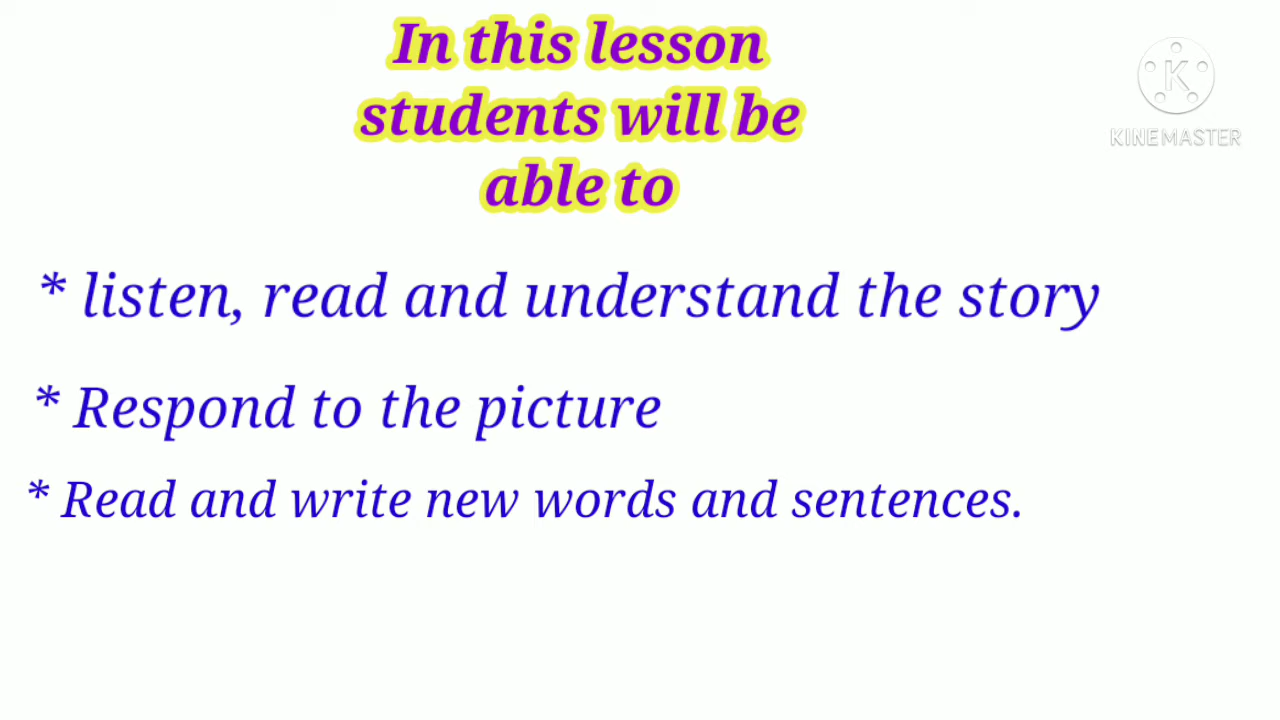 In this lesson
students will be
able to
K
KINEMASTER
* listen, read and understand the story
* Respond to the picture
* Read and write new words and sentences.